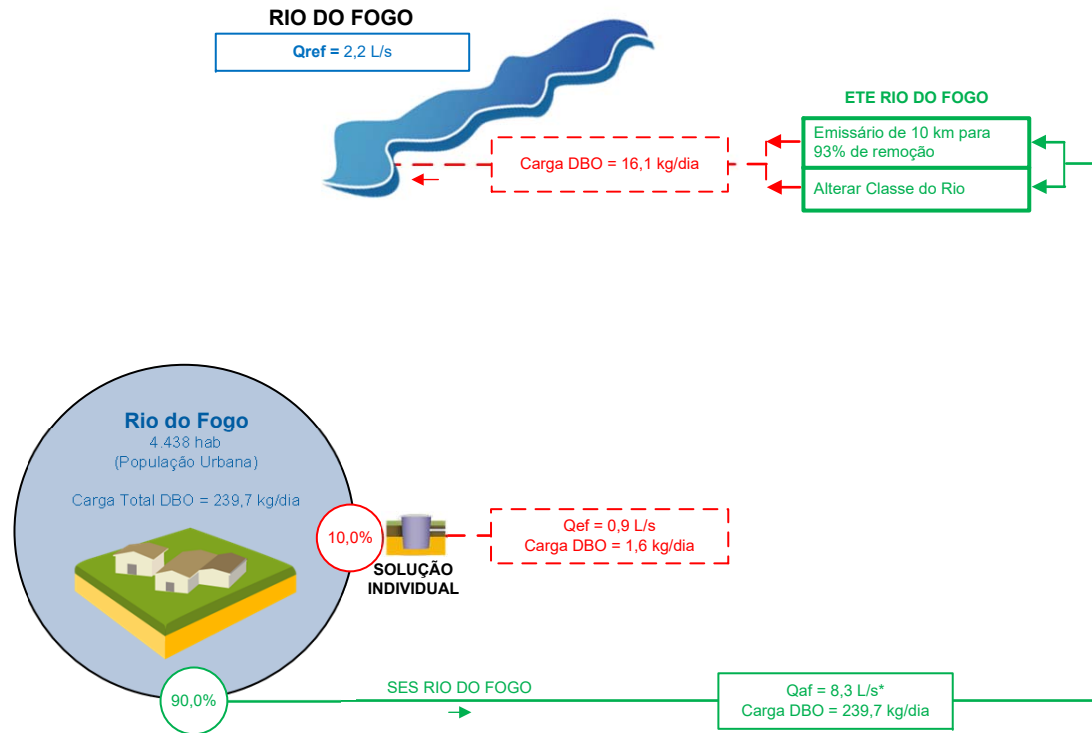 RIO DO FOGO
Qref = 2,2 L/s
ETE RIO DO FOGO
Emissário de 10 km para
93% de remoção
Alterar Classe do Rio
Carga DBO = 16,1 kg/dia
Rio do Fogo
4.438 hab
(População Urbana)
Carga Total DBO = 239,7 kg/dia
10,0%
SOLUÇÃO
INDIVIDUAL
Qef = 0,9 L/s
Carga DBO = 1,6 kg/dia
90,0%
SES RIO DO FOGO
Qaf = 8,3 L/s*
Carga DBO = 239,7 kg/dia